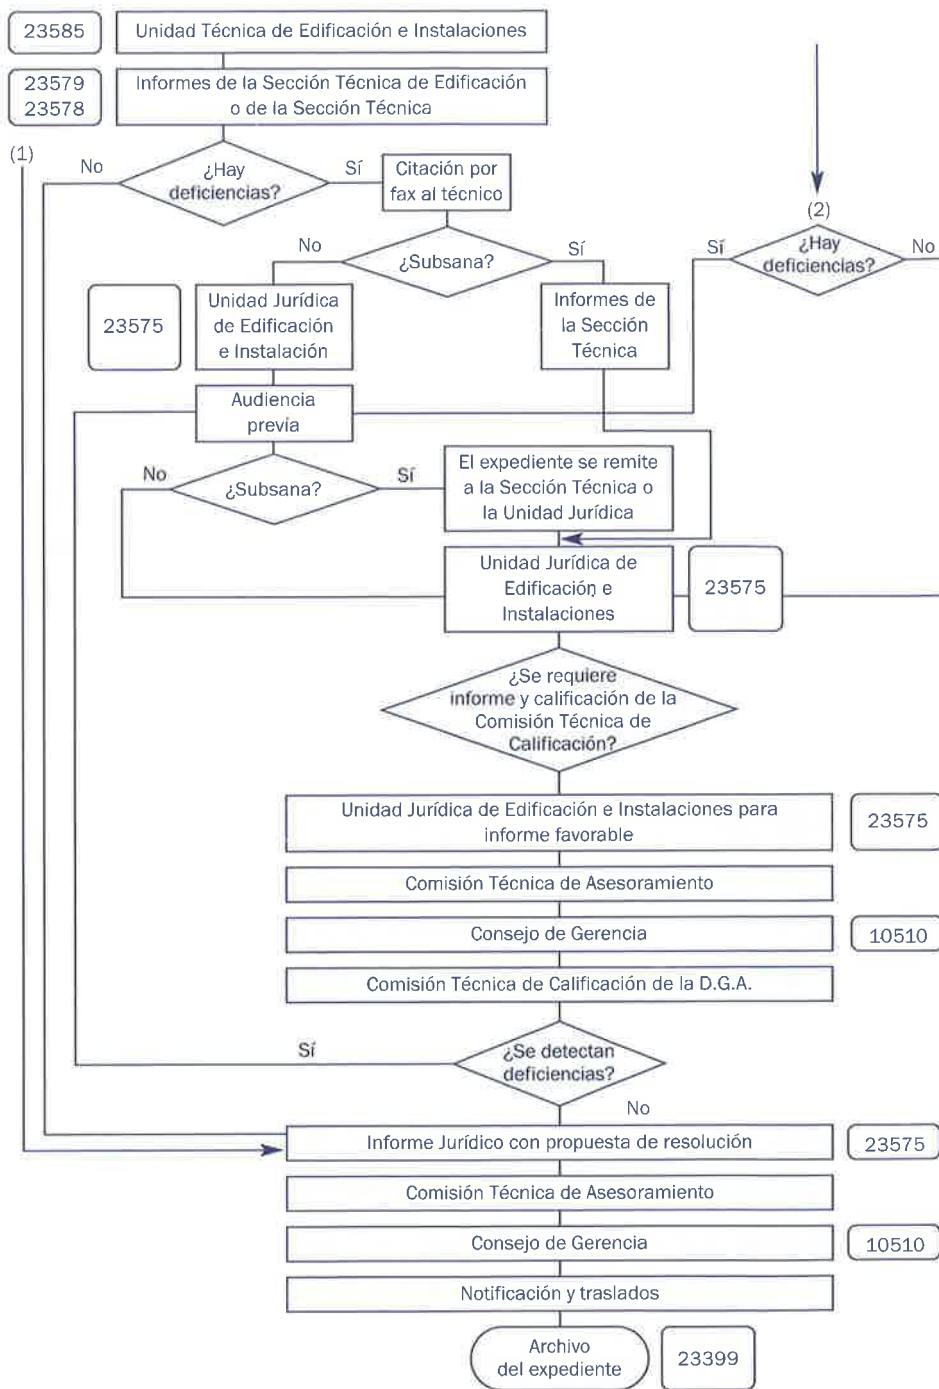 23585
Unidad Técnica de Edificación e Instalaciones
23579
23578
Informes de la Sección Técnica de Edificación
o de la Sección Técnica
(1)
No
¿Hay
deficiencias?
Sí
Citación por
fax al técnico
(2)
No
¿Subsana?
Sí
Sí
¿Hay
deficiencias?
No
23575
Unidad Jurídica
de Edificación
e Instalación
Informes de
la Sección
Técnica
Audiencia
previa
No
¿Subsana?
Sí
El expediente se remite
a la Sección Técnica o
la Unidad Jurídica
Unidad Jurídica de
Edificación e
Instalaciones
23575
¿Se requiere
informe y calificación de la
Comisión Técnica de
Calificación?
Unidad Jurídica de Edificación e Instalaciones para
informe favorable
23575
Comisión Técnica de Asesoramiento
Consejo de Gerencia
10510
Comisión Técnica de Calificación de la D.G.A.
Sí
¿Se detectan
deficiencias?
No
Informe Jurídico con propuesta de resolución
23575
Comisión Técnica de Asesoramiento
Consejo de Gerencia
10510
Notificación y traslados
Archivo
del expediente
23399